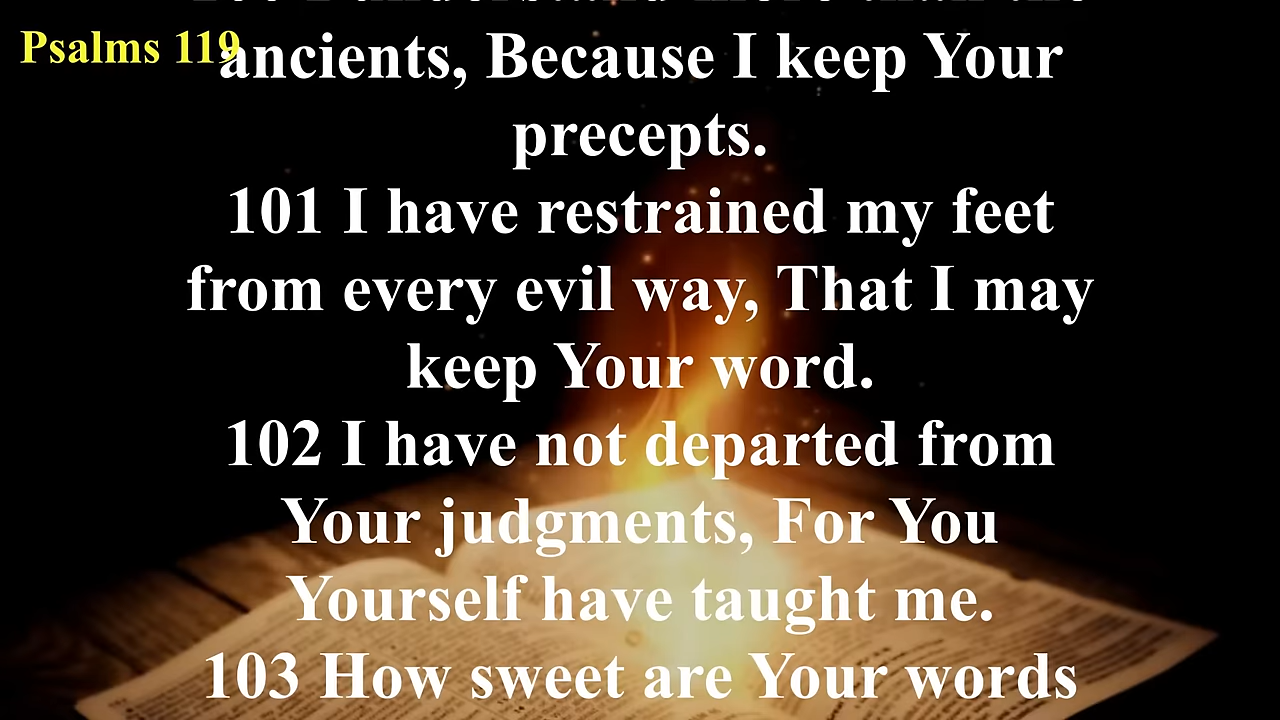 Psalms 119
ancients, Because I keep Your
precepts.
101 I have restrained my feet
from every evil way, That I may
keep Your word.
102 I have not departed from
Your judgments, For You
Yourself have taught me.
103 How sweet are Your words